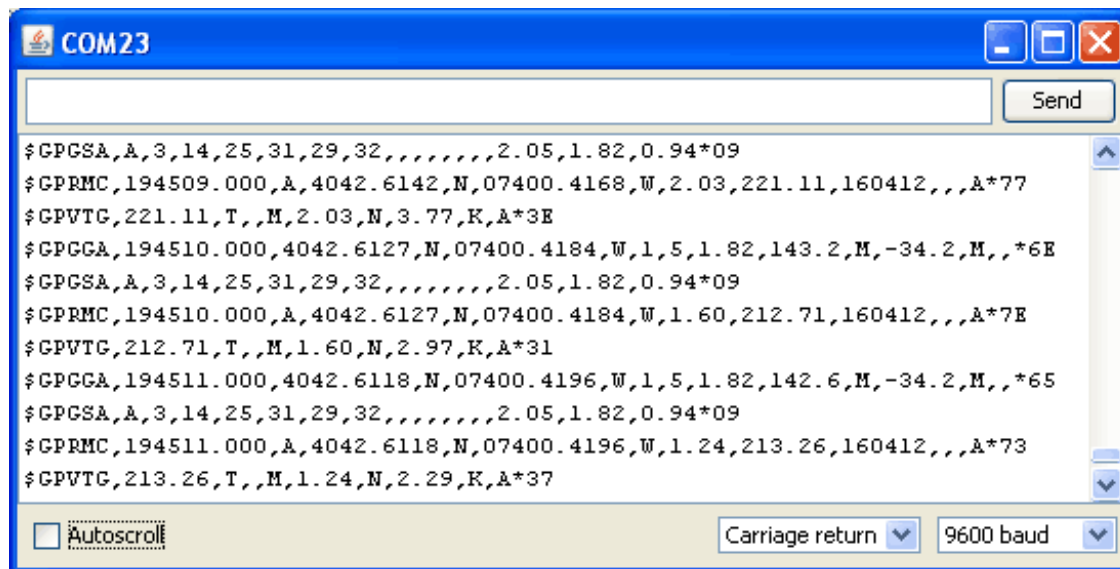 COM23
Send
$GPGSA,A,3,14,25,31,29,32,,,,,,,,2.05,1.82,0.94*09
$GPRMC,194509.000,A,4042.6142,N,07400.4168,W,2.03,221.11,160412,,,A*77
$GPVTG,221.11,T,,M,2.03,N,3.77,K,A*3E
$GPGGA,194510.000,4042.6127,N,07400.4184,W,1,5,1.82,143.2,M,-34.2,M,,*6E
$GPGSA,A,3,14,25,31,29,32,,,,,,,,2.05,1.82,0.94*09
$GPRMC,194510.000,A,4042.6127,N,07400.4184,W,1.60,212.71,160412,,,A*7E
$GPVTG,212.71,T,,M,1.60,N,2.97,K,A*31
$GPGGA,194511.000,4042.6118,N,07400.4196,W,1,5,1.82,142.6,M,-34.2,M,,*65
$GPGSA,A,3,14,25,31,29,32,,,,,,,,2.05,1.82,0.94*09
$GPRMC,194511.000,A,4042.6118,N,07400.4196,W,1.24,213.26,160412,,,A*73
$GPVTG,213.26,T,,M,1.24,N,2.29,K,A*37
Autoscroll Carriage return 9600 baud